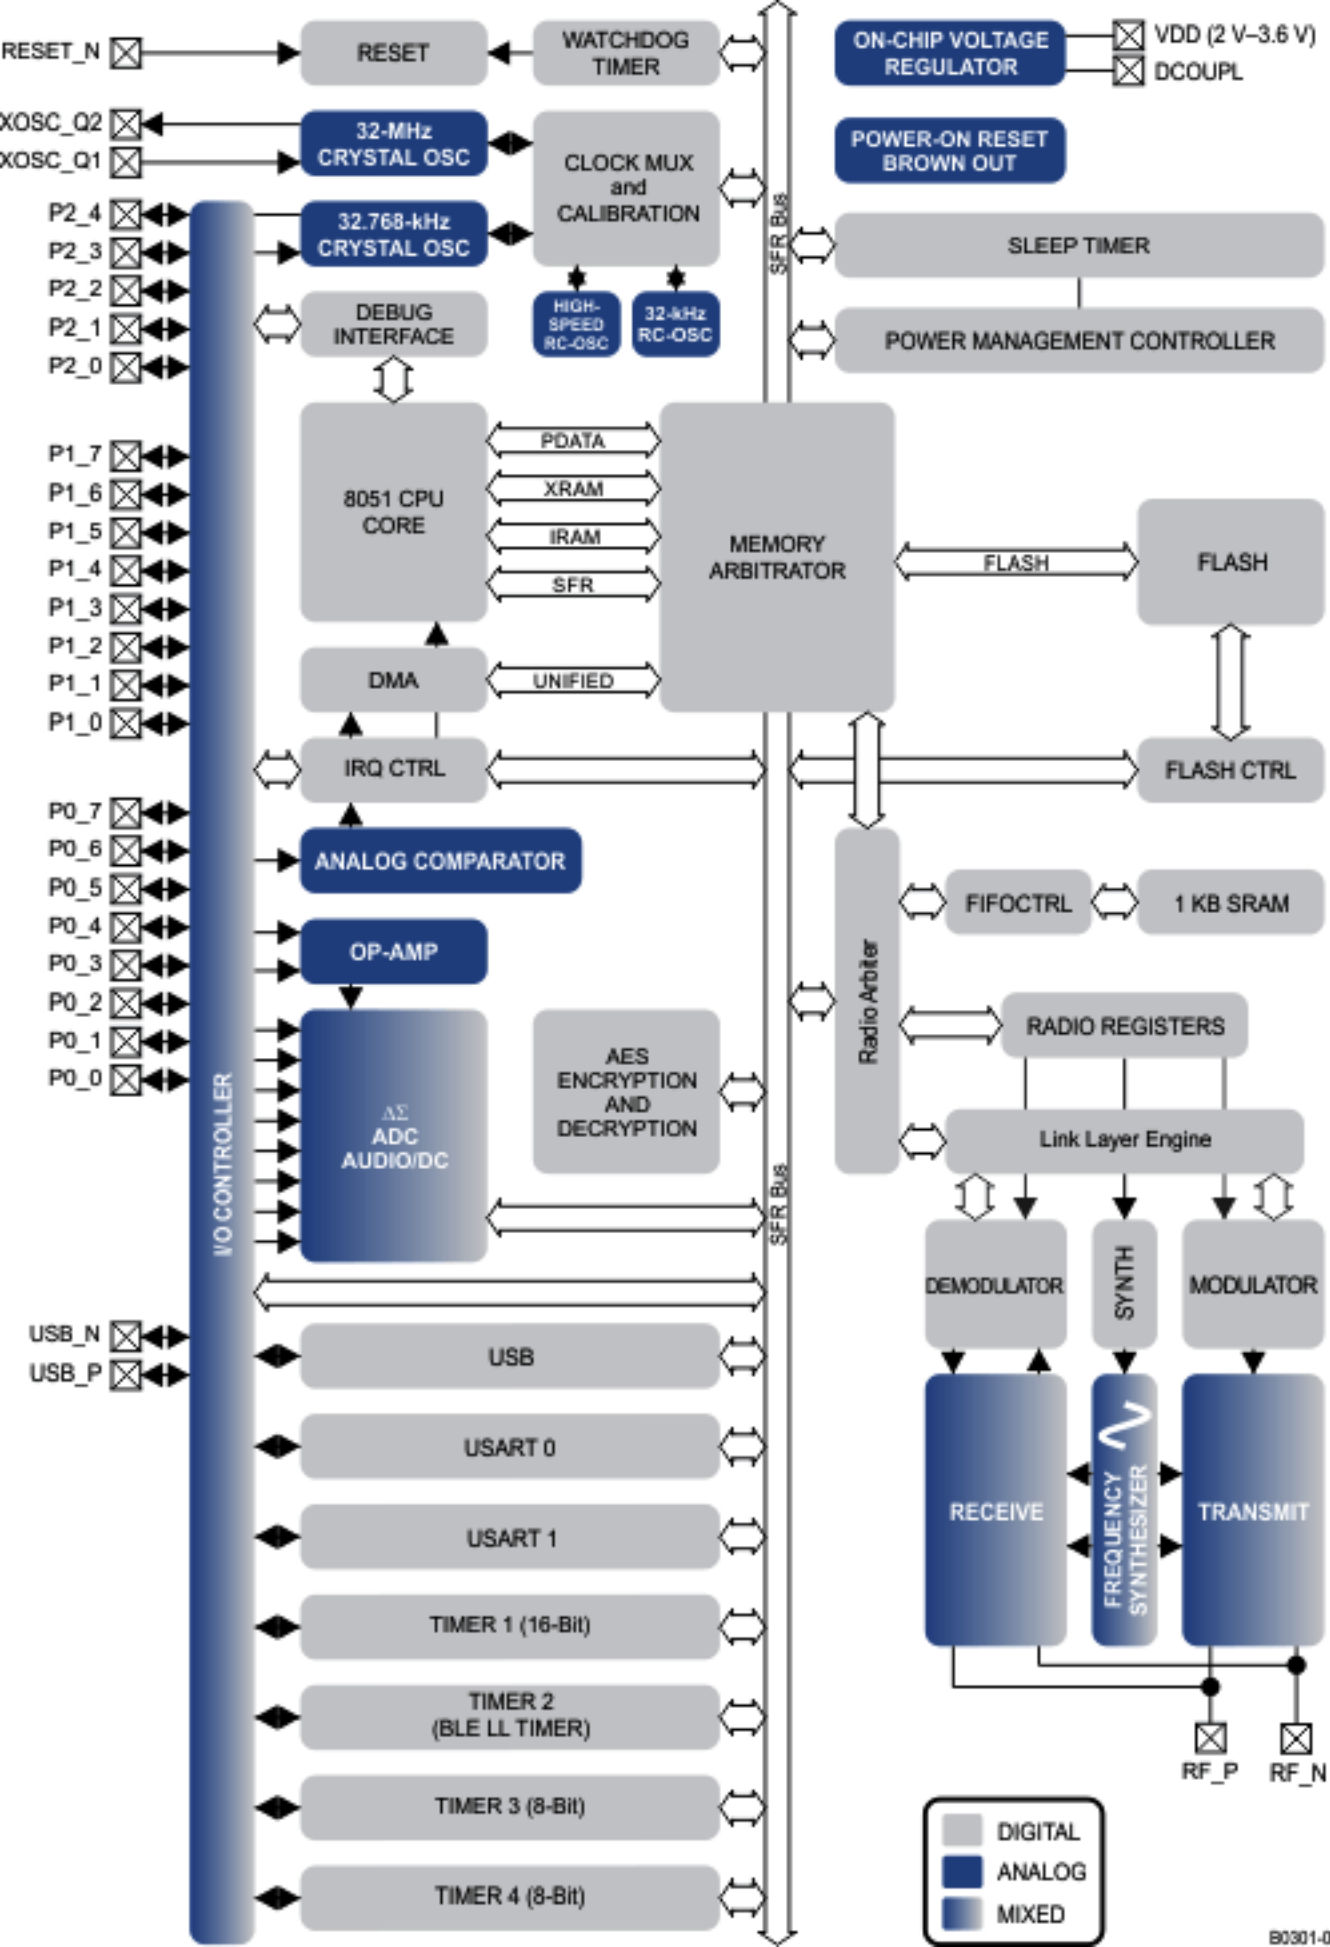 RESET_N
RESET
WATCHDOG
TIMER
ON-CHIP VOLTAGE
REGULATOR
VDD (2 V–3.6 V)
DCOUPL
XOSC_Q2
XOSC_Q1
32-MHz
CRYSTAL OSC
CLOCK MUX
and
CALIBRATION
POWER-ON RESET
BROWN OUT
P2_4
P2_3
P2_2
P2_1
P2_0
32.768-kHz
CRYSTAL OSC
SFR Bus
SLEEP TIMER
DEBUG
INTERFACE
HIGH-
SPEED
RC-OSC
32-kHz
RC-OSC
POWER MANAGEMENT CONTROLLER
P1_7
P1_6
P1_5
P1_4
P1_3
P1_2
P1_1
P1_0
8051 CPU
CORE
PDATA
XRAM
IRAM
SFR
MEMORY
ARBITRATOR
FLASH
FLASH
DMA
UNIFIED
IRQ CTRL
FLASH CTRL
P0_7
P0_6
P0_5
P0_4
P0_3
P0_2
P0_1
P0_0
ANALOG COMPARATOR
OP-AMP
Radio Arbiter
FIFOCTRL
1 KB SRAM
RADIO REGISTERS
I/O CONTROLLER
ΔΣ
ADC
AUDIO/DC
AES
ENCRYPTION
AND
DECRYPTION
SFR Bus
Link Layer Engine
DEMODULATOR
SYNTH
MODULATOR
USB_N
USB_P
USB
USART 0
USART 1
TIMER 1 (16-Bit)
TIMER 2
(BLE LL TIMER)
TIMER 3 (8-Bit)
TIMER 4 (8-Bit)
RECEIVE
FREQUENCY
SYNTHESIZER
TRANSMIT
RF_P
RF_N
DIGITAL
ANALOG
MIXED
B0301-0